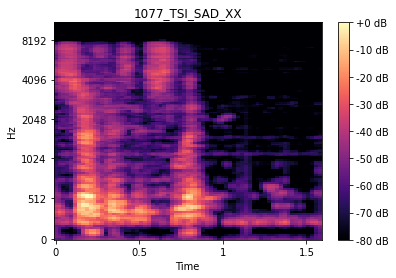 1077_TSI_SAD_XX
Hz
8192
4096
2048
1024
512
0
0
0.5
1
1.5
Time
+0 dB
-10 dB
-20 dB
-30 dB
-40 dB
-50 dB
-60 dB
-70 dB
-80 dB